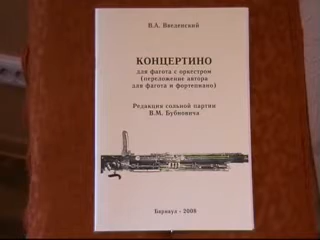 В.А. Введенский
КОНЦЕРТИНО
для фагота с оркестром
(переложение автора
для фагота и фортепиано)
Редакция сольной партии
В.М. Бубновича
Барнаул - 2008